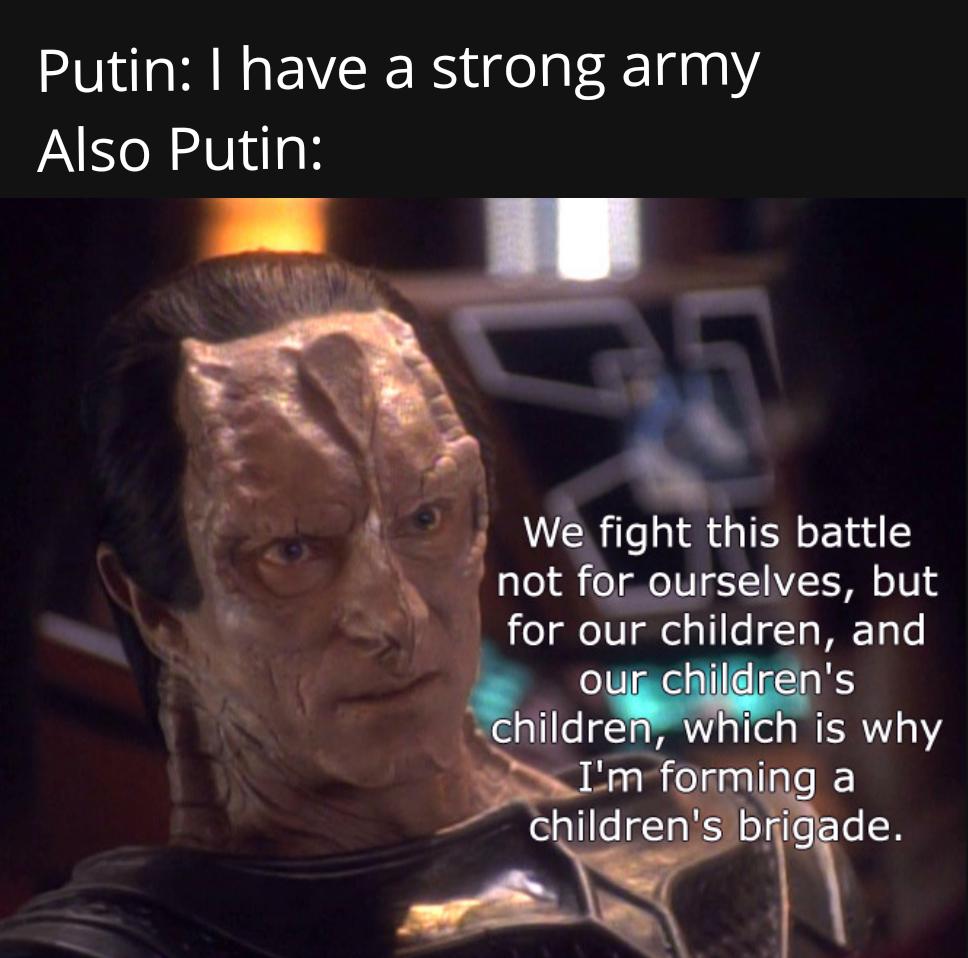 Putin: I have a strong army
Also Putin:
We fight this battle
not for ourselves, but
for our children, and
our children's
children, which is why
I'm forming a
children's brigade.